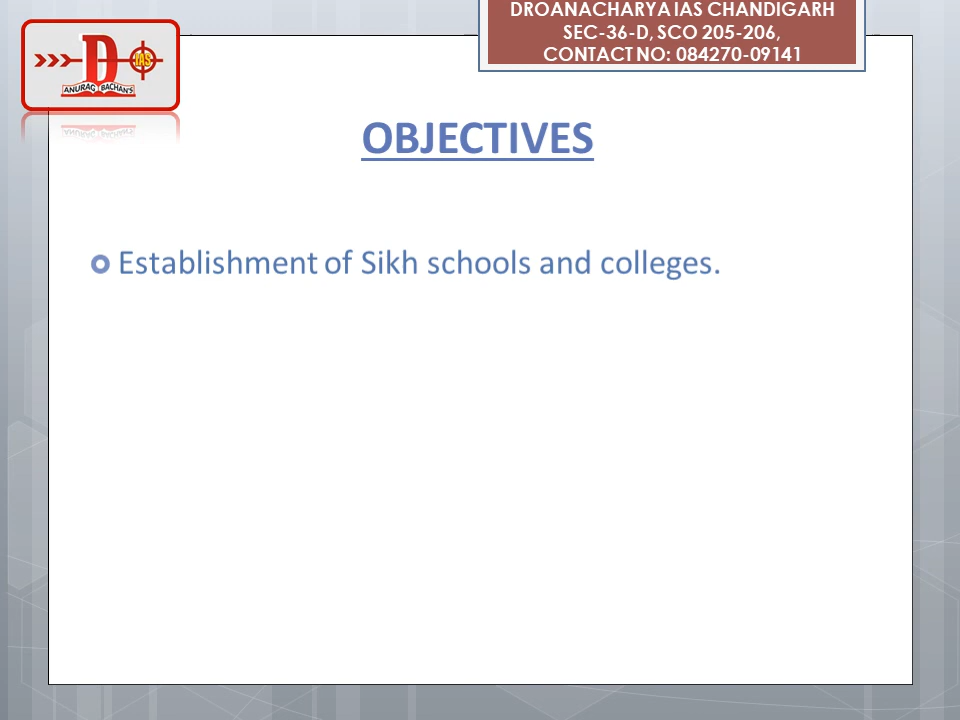 DROANACHARYA IAS CHANDIGARH
SEC-36-D, SCO 205-206,
CONTACT NO: 084270-09141
D
IAS
ANURAG BACHAN'S
OBJECTIVES
Establishment of Sikh schools and colleges.